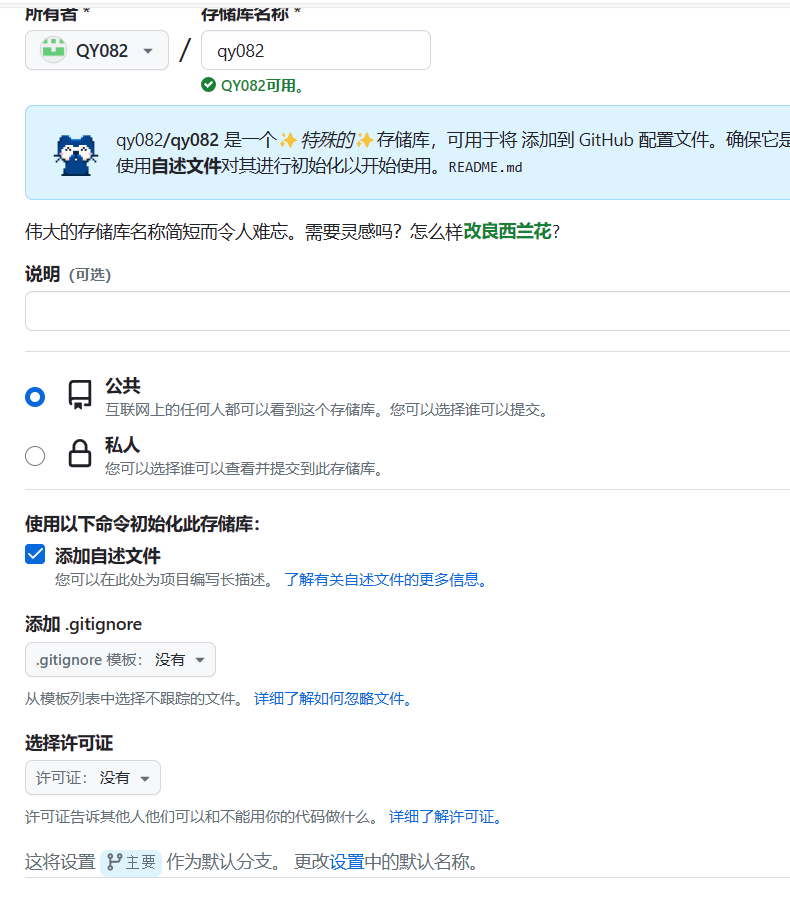 所有者 * 存储库名称 *
QY082 / qy082
QY082可用。
qy082/qy082 是一个✨特殊的✨存储库，可用于将 添加到 GitHub 配置文件。确保它是
使用自述文件对其进行初始化以开始使用。README.md
伟大的存储库名称简短而令人难忘。需要灵感吗？怎么样改良西兰花?
说明 (可选)
公共
互联网上的任何人都可以看到这个存储库。您可以选择谁可以提交。
私人
您可以选择谁可以查看并提交到此存储库。
使用以下命令初始化此存储库：
添加自述文件
您可以在此处为项目编写长描述。 了解有关自述文件的更多信息。
添加 .gitignore
.gitignore 模板： 没有
从模板列表中选择不跟踪的文件。 详细了解如何忽略文件。
选择许可证
许可证： 没有
许可证告诉其他人他们可以和不能用你的代码做什么。 详细了解许可证。
这将设置 主要 作为默认分支。 更改设置中的默认名称。